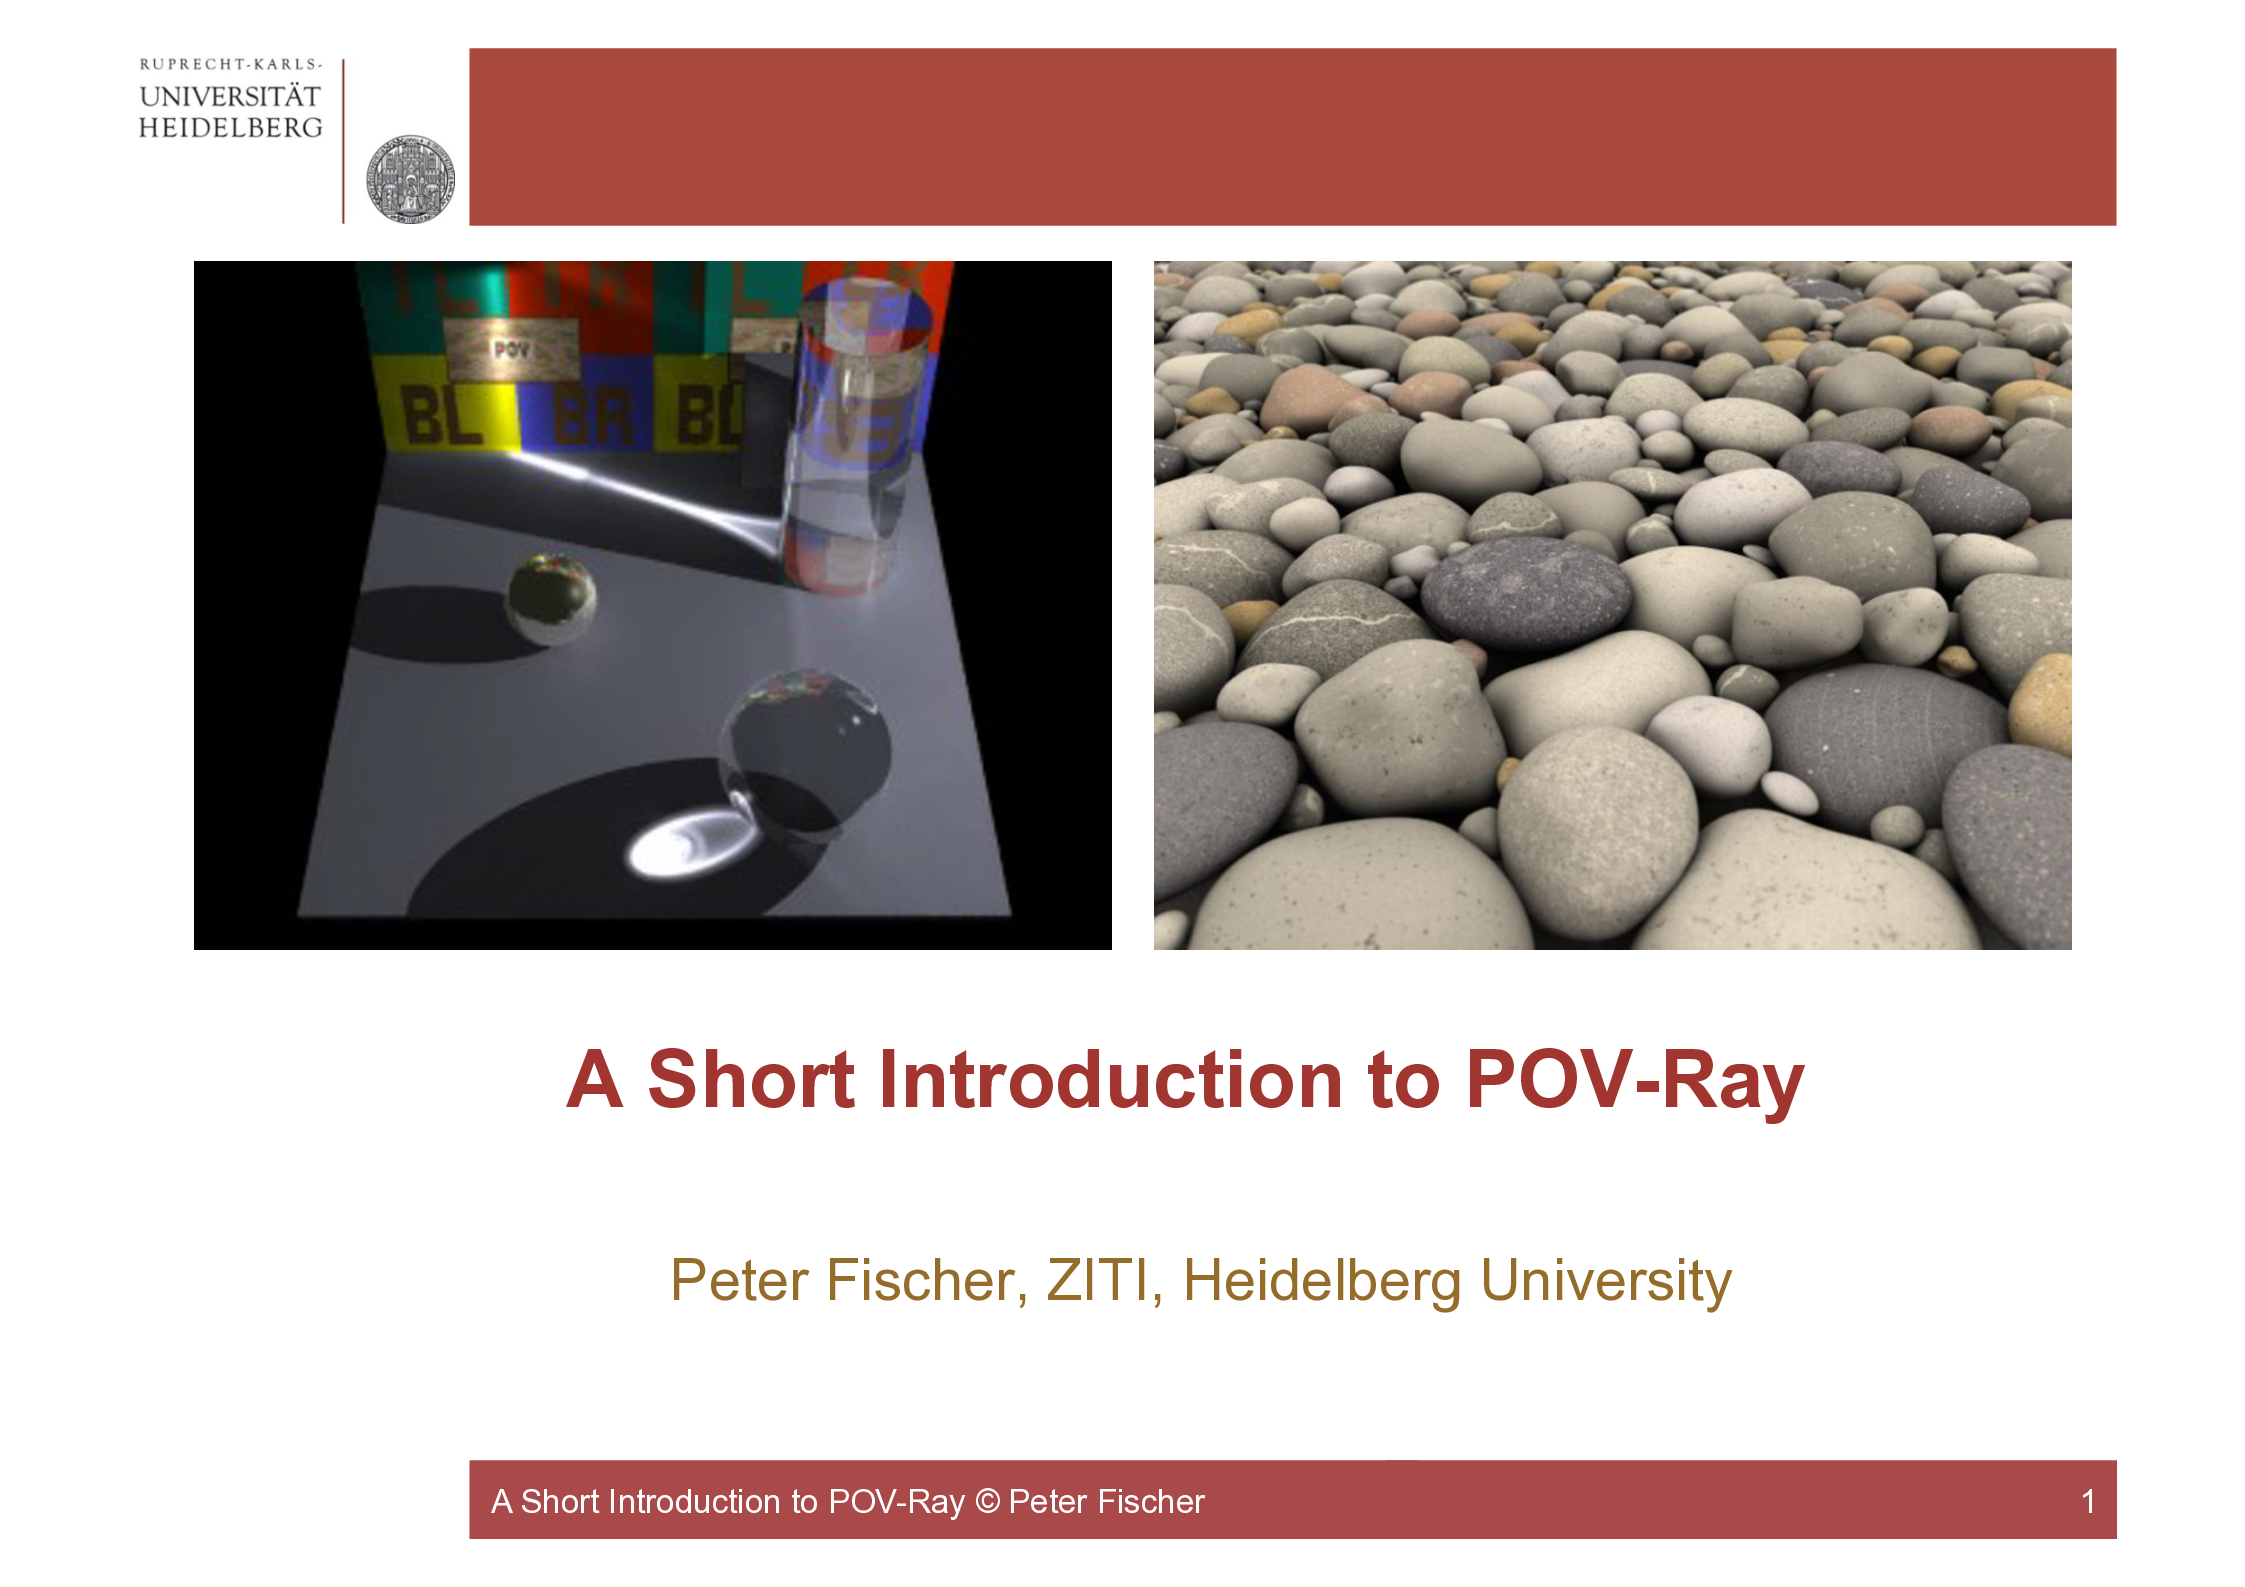 RUPRECHT-KARLS-
UNIVERSITÄT
HEIDELBERG
POV
BL BR
A Short Introduction to POV-Ray
Peter Fischer, ZITI, Heidelberg University
A Short Introduction to POV-Ray © Peter Fischer 1